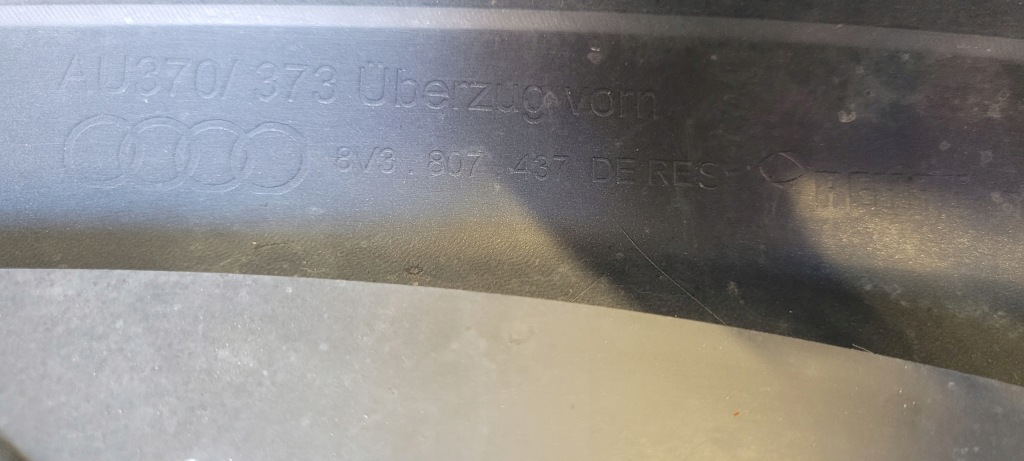 AU370/ 373 Überzug vorn
8V3 . 807 . 437 DE RES